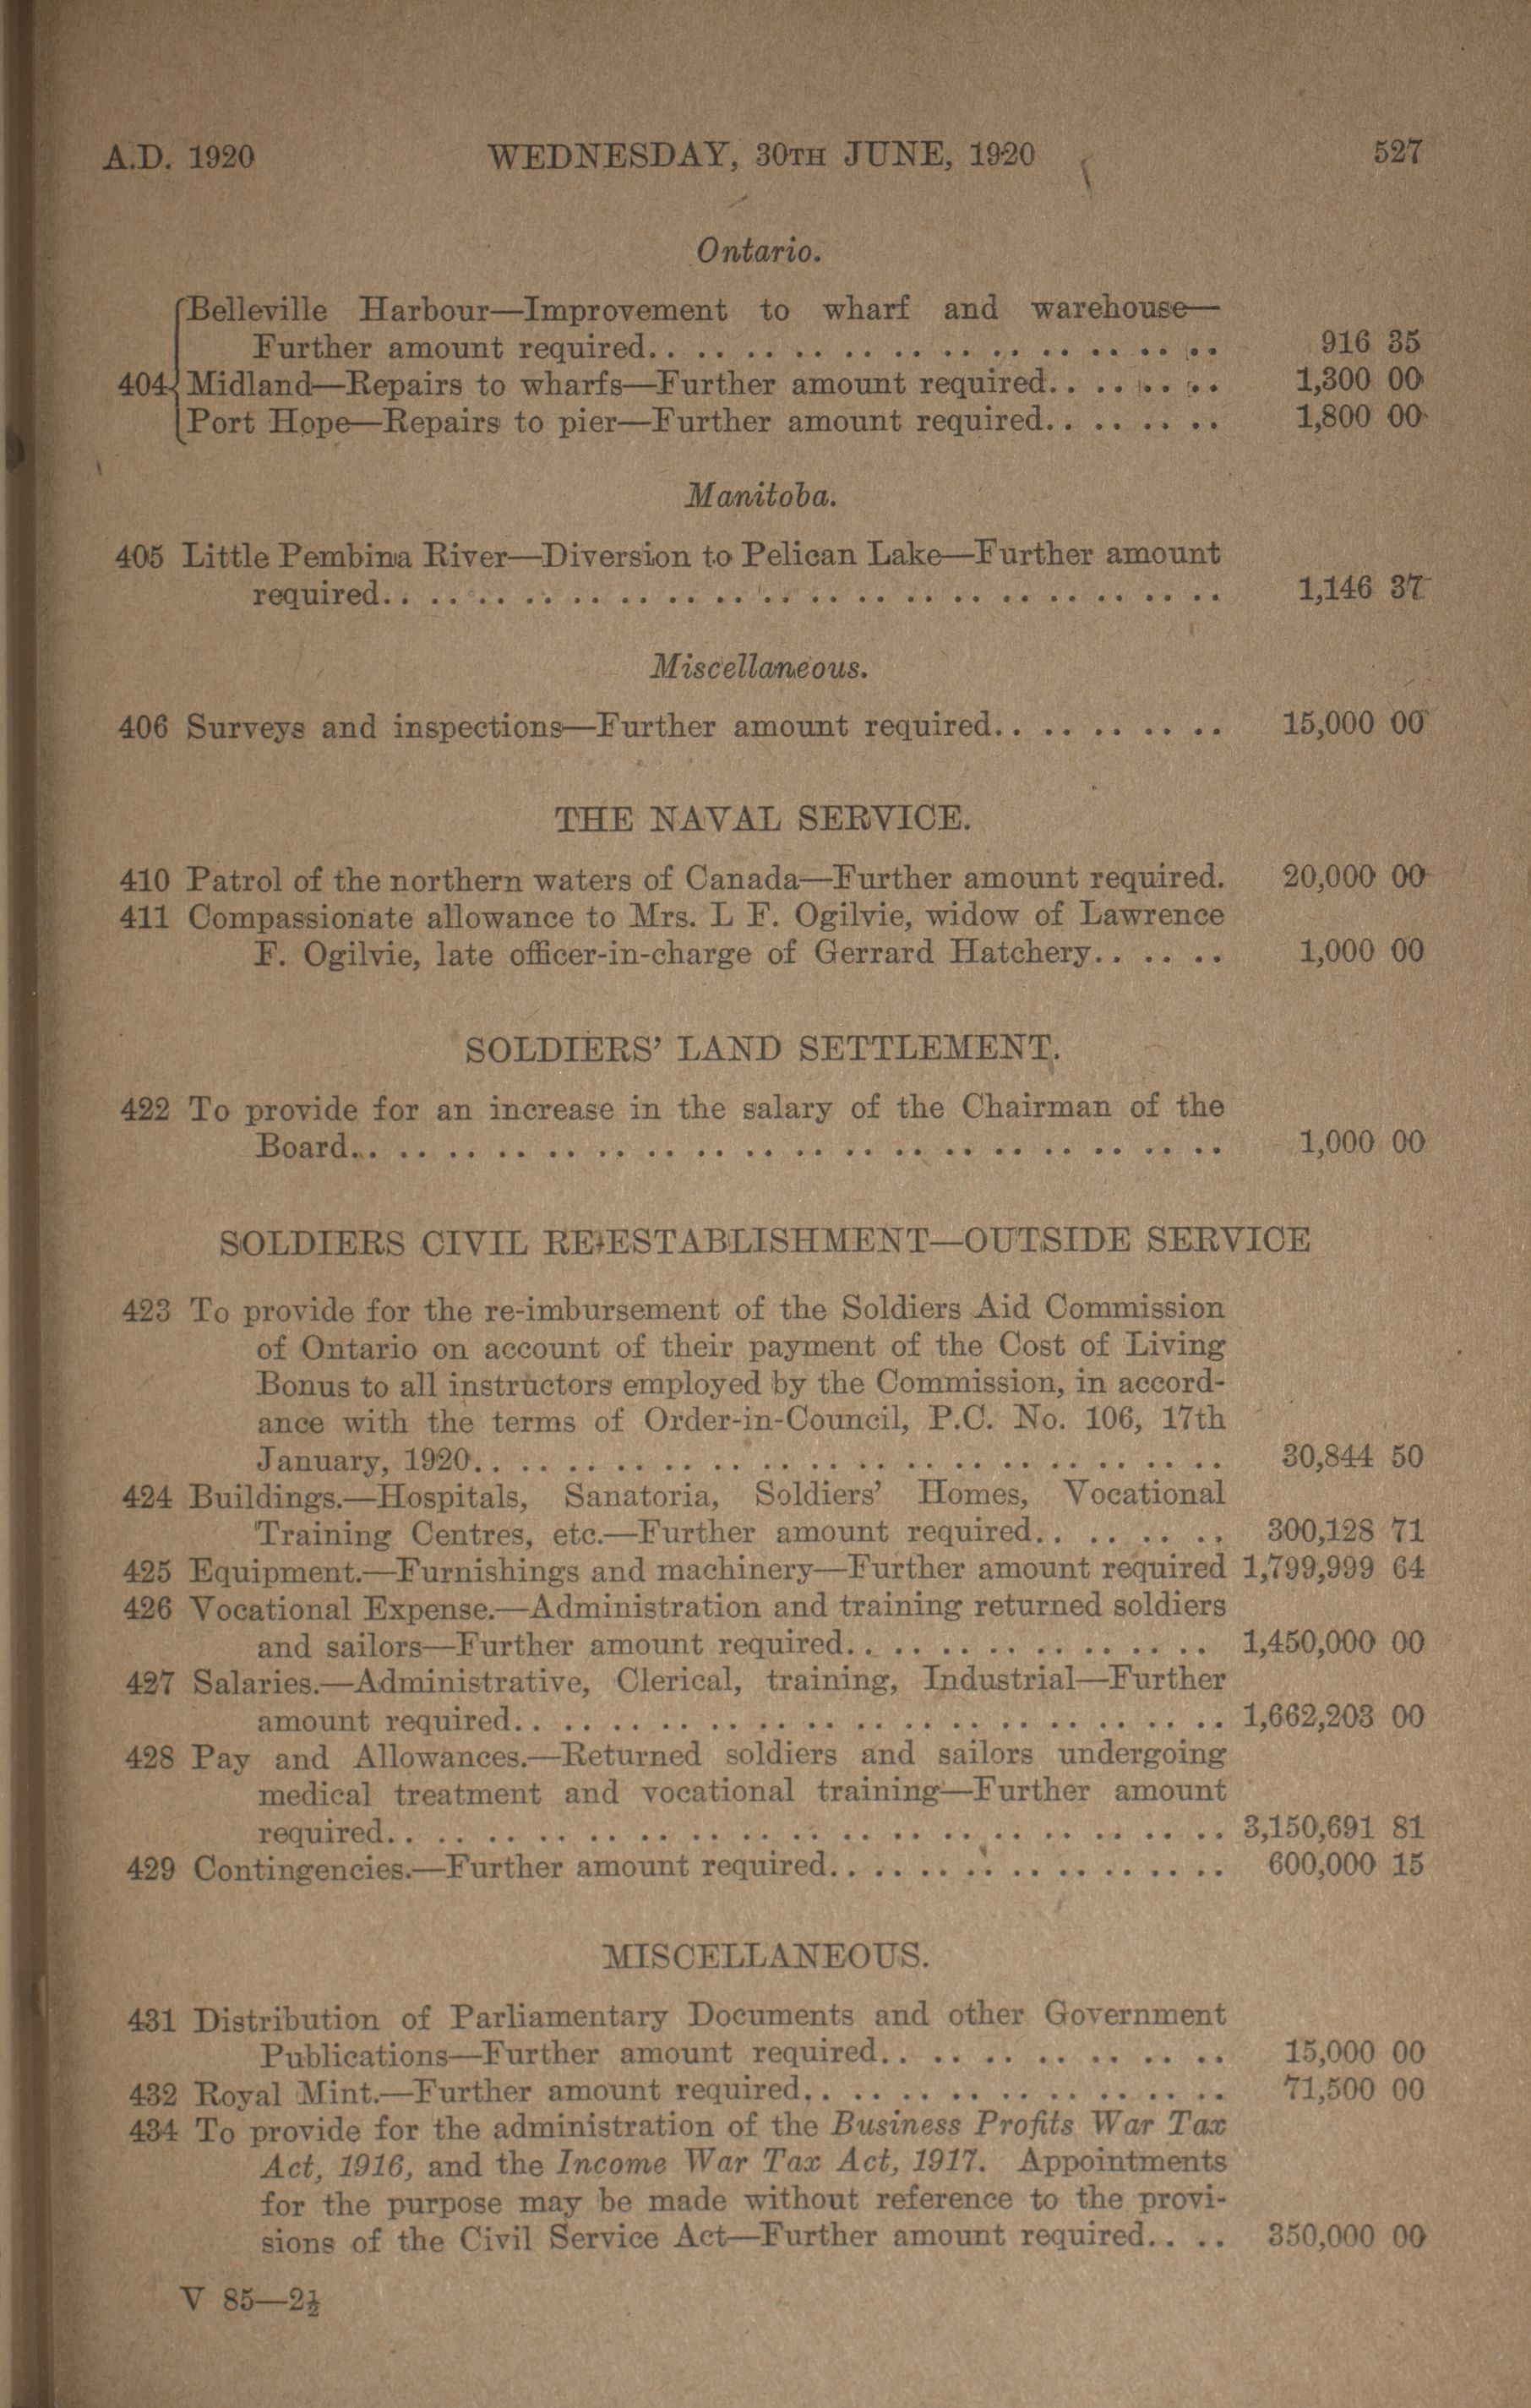 A.D. 1920 WEDNESDAY, 30TH JUNE, 1920 527
Ontario.
Belleville Harbour—Improvement to wharf and warehouse—
Further amount required. . . . . . . . . . . . . . . . . . . . . . . . 916 35
404 Midland—Repairs to wharfs—Further amount required. . . . . . . . 1,300 00
Port Hope—Repairs to pier—Further amount required. . . . . . . . 1,800 00
Manitoba.
405 Little Pembina River—Diversion to Pelican Lake—Further amount
required. . . . . . . . . . . . . . . . . . . . . . . . . . . . . . . . . . . . 1,146 37
Miscellaneous.
406 Surveys and inspections—Further amount required. . . . . . . . . . 15,000 00
THE NAVAL SERVICE.
410 Patrol of the northern waters of Canada—Further amount required. 20,000 00
411 Compassionate allowance to Mrs. L F. Ogilvie, widow of Lawrence
F. Ogilvie, late officer-in-charge of Gerrard Hatchery. . . . . . 1,000 00
SOLDIERS' LAND SETTLEMENT.
422 To provide for an increase in the salary of the Chairman of the
Board. . . . . . . . . . . . . . . . . . . . . . . . . . . . . . . . . . . . 1,000 00
SOLDIERS CIVIL RE-ESTABLISHMENT—OUTSIDE SERVICE
423 To provide for the re-imbursement of the Soldiers Aid Commission
of Ontario on account of their payment of the Cost of Living
Bonus to all instructors employed by the Commission, in accord-
ance with the terms of Order-in-Council, P.C. No. 106, 17th
January, 1920. . . . . . . . . . . . . . . . . . . . . . . . . . . . . . . . 30,844 50
424 Buildings.—Hospitals, Sanatoria, Soldiers' Homes, Vocational
Training Centres, etc.—Further amount required. . . . . . . . 300,128 71
425 Equipment.—Furnishings and machinery—Further amount required 1,799,999 64
426 Vocational Expense.—Administration and training returned soldiers
and sailors—Further amount required. . . . . . . . . . . . . . . . 1,450,000 00
427 Salaries.—Administrative, Clerical, training, Industrial—Further
amount required. . . . . . . . . . . . . . . . . . . . . . . . . . . . . . 1,662,203 00
428 Pay and Allowances.—Returned soldiers and sailors undergoing
medical treatment and vocational training—Further amount
required. . . . . . . . . . . . . . . . . . . . . . . . . . . . . . . . . . . 3,150,691 81
429 Contingencies.—Further amount required. . . . . . . . . . . . . . . . . 600,000 15
MISCELLANEOUS.
431 Distribution of Parliamentary Documents and other Government
Publications—Further amount required. . . . . . . . . . . . . . 15,000 00
432 Royal Mint.—Further amount required. . . . . . . . . . . . . . . . . . 71,500 00
434 To provide for the administration of the Business Profits War Tax
Act, 1916, and the Income War Tax Act, 1917. Appointments
for the purpose may be made without reference to the provi-
sions of the Civil Service Act—Further amount required. . . . 350,000 00
V 85—2½